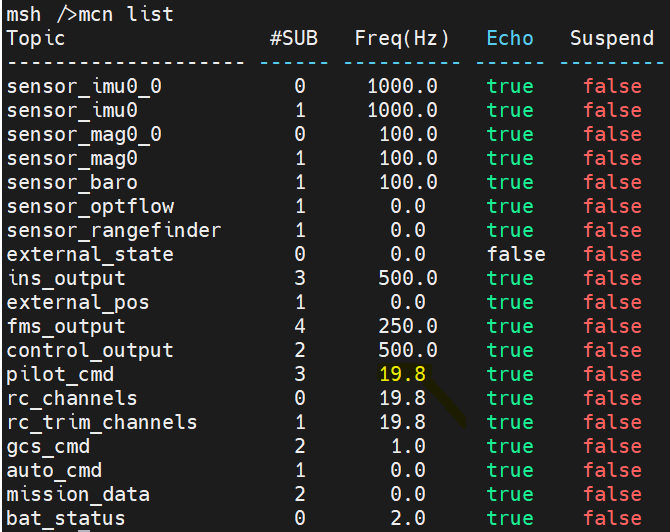 msh />mcn list
Topic #SUB Freq(Hz) Echo Suspend
------------------- ------ ---------- ------ ---------
sensor_imu0_0 0 1000.0 true false
sensor_imu0 1 1000.0 true false
sensor_mag0_0 0 100.0 true false
sensor_mag0 1 100.0 true false
sensor_baro 1 100.0 true false
sensor_optflow 1 0.0 true false
sensor_rangefinder 1 0.0 true false
external_state 0 0.0 false false
ins_output 3 500.0 true false
external_pos 1 0.0 true false
fms_output 4 250.0 true false
control_output 2 500.0 true false
pilot_cmd 3 19.8 true false
rc_channels 0 19.8 true false
rc_trim_channels 1 19.8 true false
gcs_cmd 2 1.0 true false
auto_cmd 1 0.0 true false
mission_data 2 0.0 true false
bat_status 0 2.0 true false